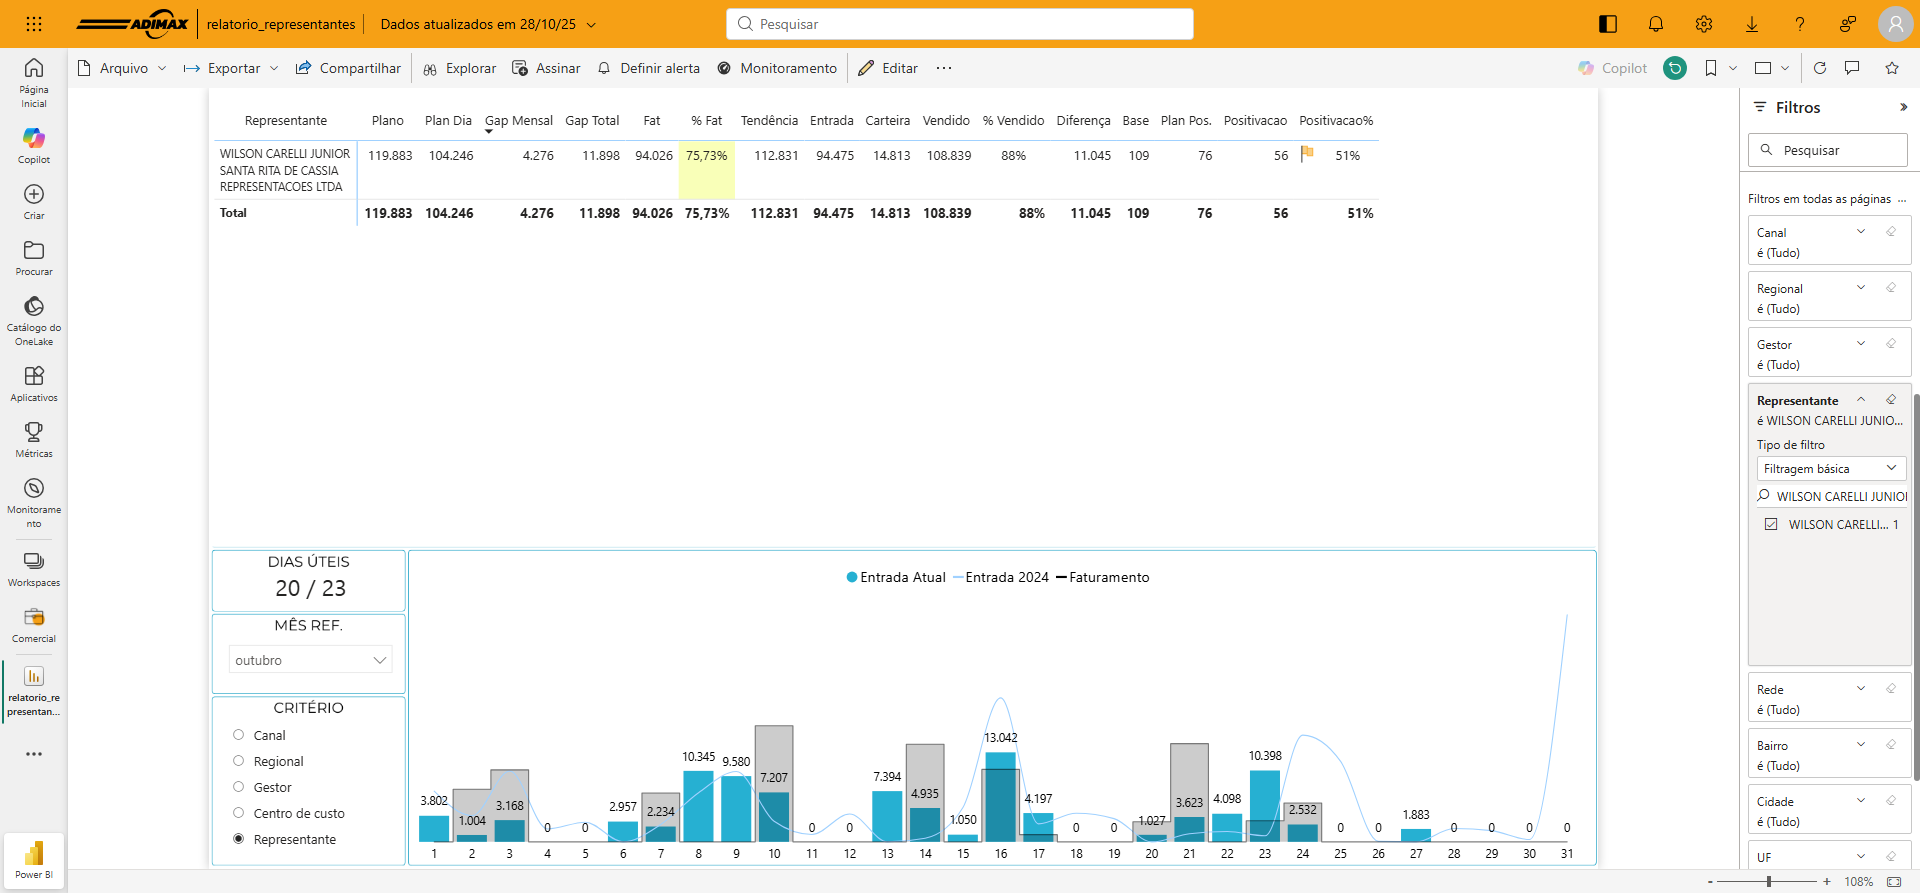 ADIMAX
relatorio_representantes
Dados atualizados em 28/10/25
Pesquisar
Arquivo
Exportar
Compartilhar
Explorar
Assinar
Definir alerta
Monitoramento
Editar
Copilot
Página
Inicial
Copilot
Criar
Procurar
Catálogo do
OneLake
Aplicativos
Métricas
Monitorame
nto
Workspaces
Comercial
relatorio_re
presentan...
Power BI
Representante Plano Plan Dia Gap Mensal Gap Total Fat % Fat Tendência Entrada Carteira Vendido % Vendido Diferença Base Plan Pos. Positivacao Positivacao%
WILSON CARELLI JUNIOR 119.883 104.246 4.276 11.898 94.026 75,73% 112.831 94.475 14.813 108.839 88% 11.045 109 76 56 51%
SANTA RITA DE CASSIA
REPRESENTACOES LTDA
Total 119.883 104.246 4.276 11.898 94.026 75,73% 112.831 94.475 14.813 108.839 88% 11.045 109 76 56 51%
DIAS ÚTEIS
20 / 23
MÊS REF.
outubro
CRITÉRIO
Canal
Regional
Gestor
Centro de custo
Representante
Entrada Atual Entrada 2024 Faturamento
3.802 1.004 3.168 0 0 2.957 2.234 10.345 9.580 7.207 0 0 7.394 4.935 1.050 13.042 4.197 0 0 1.027 3.623 4.098 10.398 2.532 0 0 1.883 0 0 0 0
1 2 3 4 5 6 7 8 9 10 11 12 13 14 15 16 17 18 19 20 21 22 23 24 25 26 27 28 29 30 31
Filtros
Pesquisar
Filtros em todas as páginas ...
Canal
é (Tudo)
Regional
é (Tudo)
Gestor
é (Tudo)
Representante
é WILSON CARELLI JUNIO...
Tipo de filtro
Filtragem básica
WILSON CARELLI JUNIOR
WILSON CARELLI... 1
Rede
é (Tudo)
Bairro
é (Tudo)
Cidade
é (Tudo)
UF
- + 108%